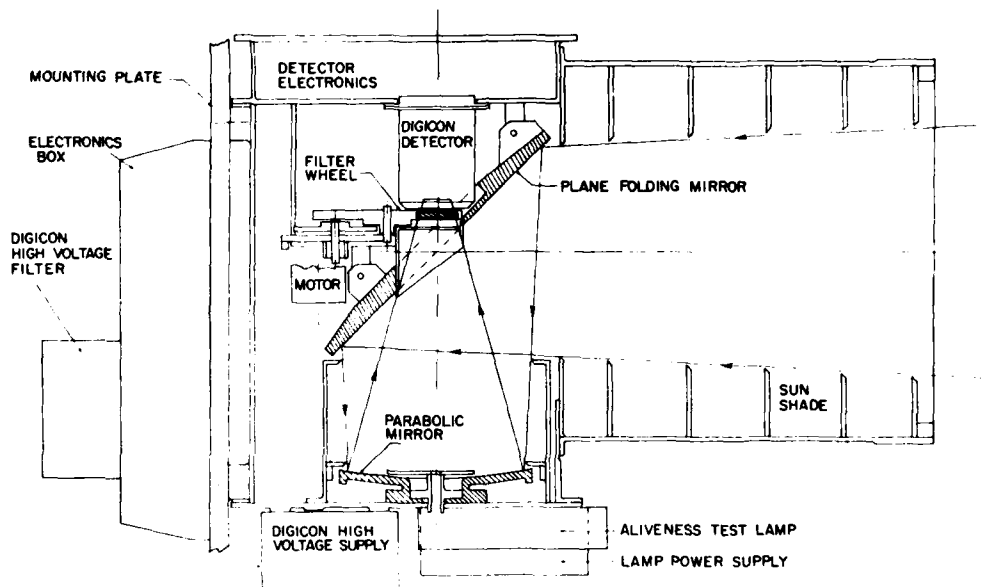 DETECTOR
ELECTRONICS
MOUNTING PLATE
ELECTRONICS
BOX
DIGICON
DETECTOR
FILTER
WHEEL
PLANE FOLDING MIRROR
DIGICON
HIGH VOLTAGE
FILTER
MOTOR
SUN
SHADE
PARABOLIC
MIRROR
DIGICON HIGH
VOLTAGE SUPPLY
ALIVENESS TEST LAMP
LAMP POWER SUPPLY